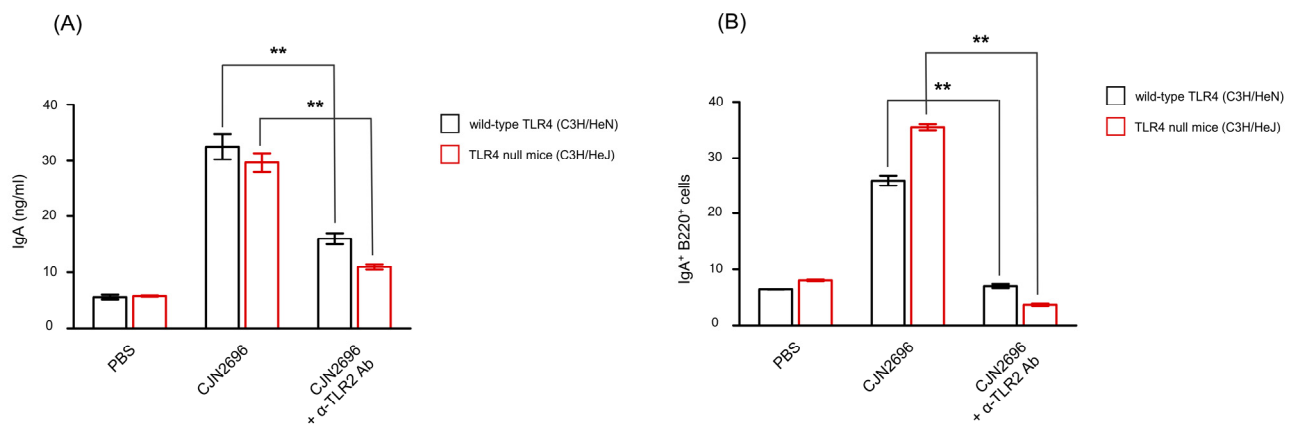 (A)
**
**
40
30
20
10
0
IgA (ng/ml)
PBS
CJN2696
CJN2696
+ α-TLR2 Ab
wild-type TLR4 (C3H/HeN)
TLR4 null mice (C3H/HeJ)
(B)
**
**
40
30
20
10
0
IgA⁺ B220⁺ cells
PBS
CJN2696
CJN2696
+ α-TLR2 Ab
wild-type TLR4 (C3H/HeN)
TLR4 null mice (C3H/HeJ)